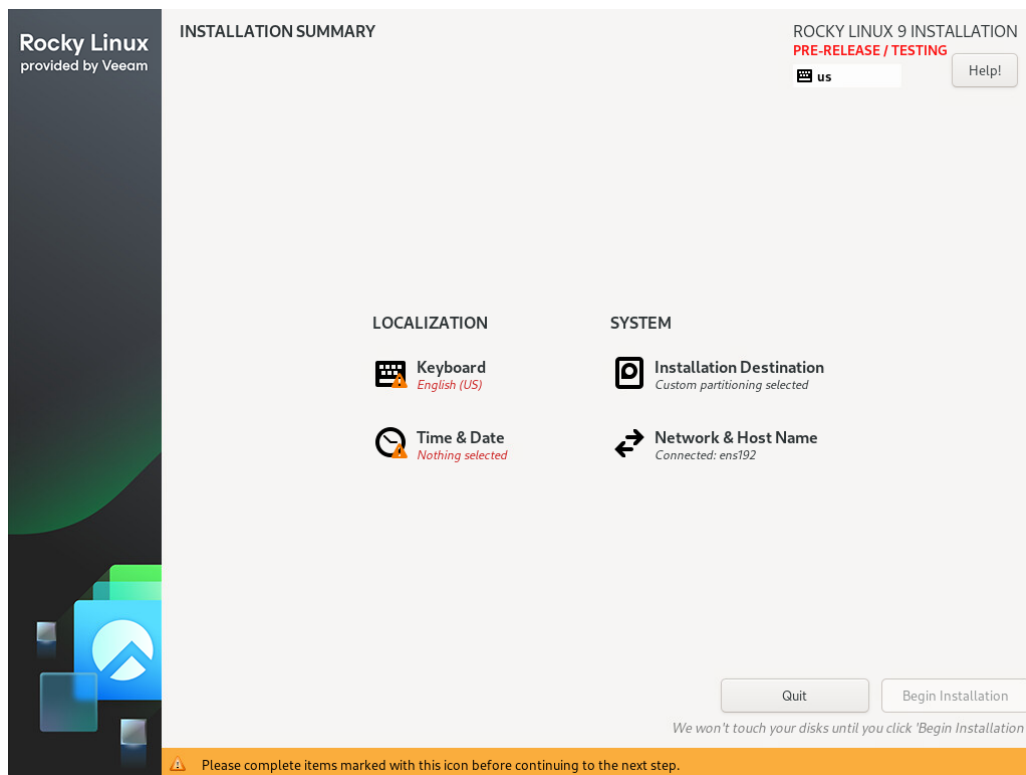 Rocky Linux
provided by Veeam
INSTALLATION SUMMARY
ROCKY LINUX 9 INSTALLATION
PRE-RELEASE / TESTING
us
Help!
LOCALIZATION
Keyboard
English (US)
Time & Date
Nothing selected
SYSTEM
Installation Destination
Custom partitioning selected
Network & Host Name
Connected: ens192
Quit
Begin Installation
We won't touch your disks until you click 'Begin Installation
Please complete items marked with this icon before continuing to the next step.